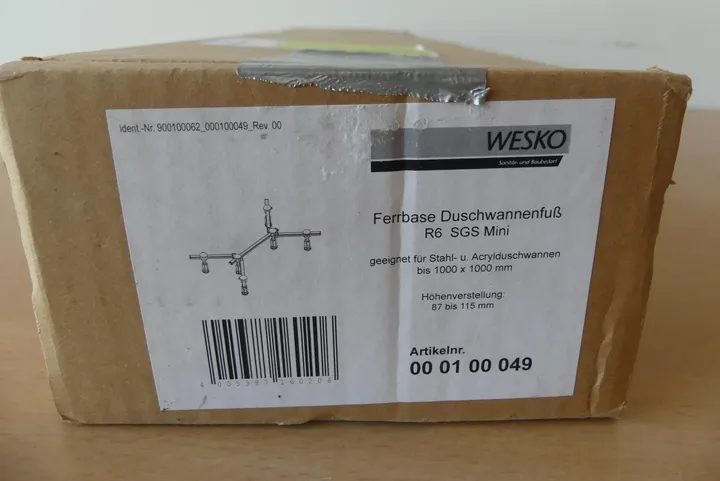 Ident.-Nr. 900100062_000100049_Rev. 00
WESKO
Sanitär- und Baubedarf
Ferrbase Duschwannenfuß
R6 SGS Mini
geeignet für Stahl- u. Acrylduschwannen
bis 1000 x 1000 mm
Höhenverstellung:
87 bis 115 mm
Artikelnr.
00 01 00 049